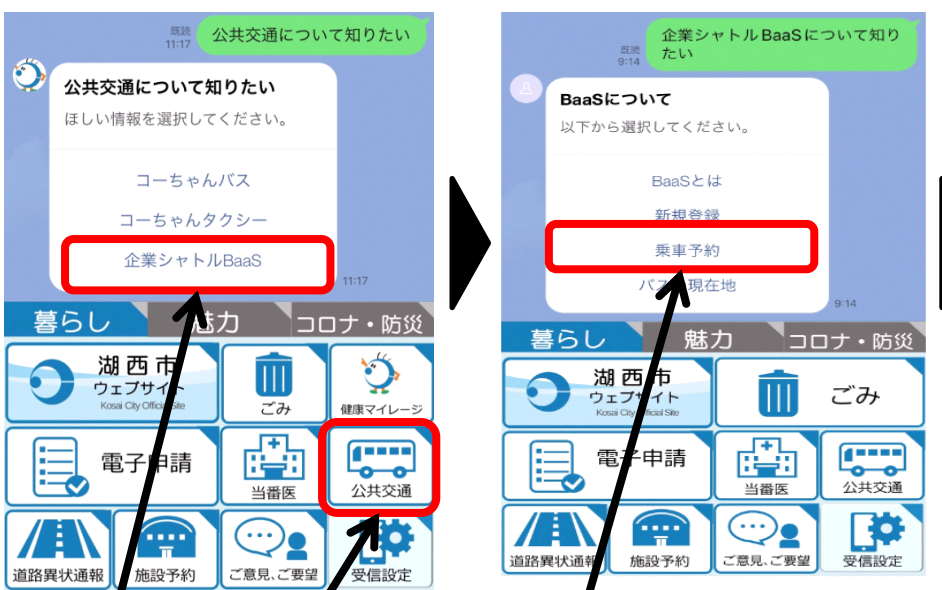 既読
11:17
公共交通について知りたい
公共交通について知りたい
ほしい情報を選択してください。
コーちゃんバス
コーちゃんタクシー
企業シャトルBaaS
11:17
暮らし
魅力
コロナ・防災
湖西市
ウェブサイト
Kosai City Official Site
ごみ
健康マイレージ
電子申請
当番医
公共交通
道路異状通報
施設予約
ご意見、ご要望
受信設定
既読
9:14
企業シャトルBaaSについて知り
たい
BaaSについて
以下から選択してください。
BaaSとは
新規登録
乗車予約
バス 現在地
9:14
暮らし
魅力
コロナ・防災
湖西市
ウェブサイト
Kosai City Official Site
ごみ
電子申請
当番医
公共交通
道路異状通報
施設予約
ご意見、ご要望
受信設定